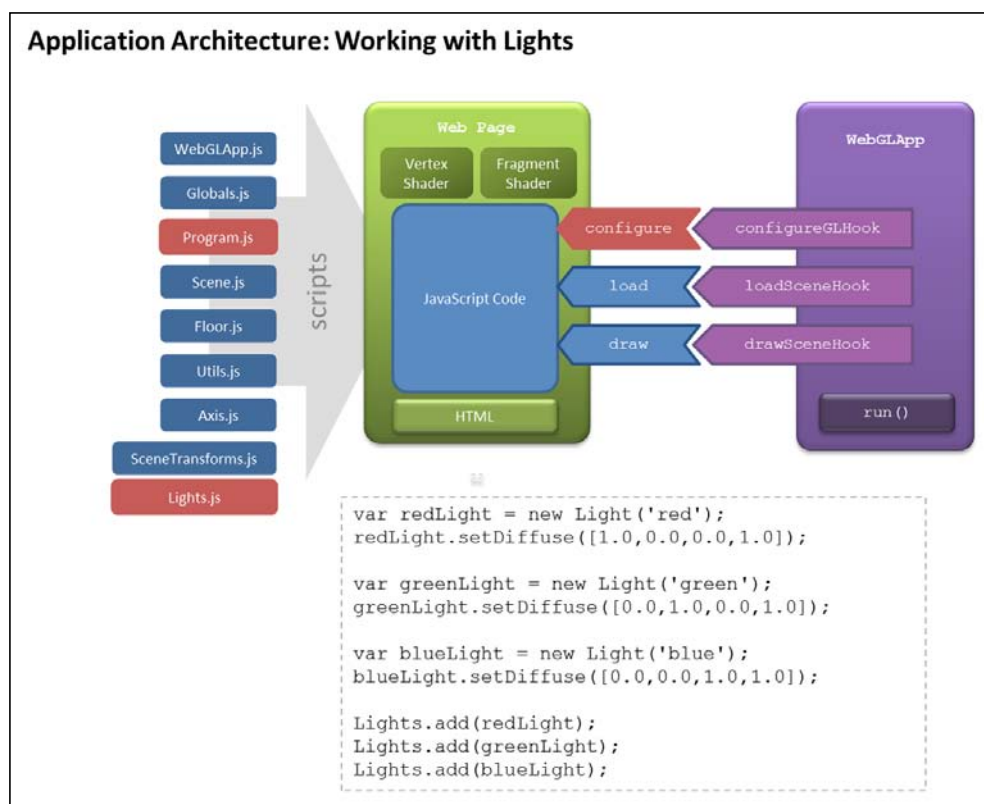 Application Architecture: Working with Lights
WebGLApp.js
Globals.js
Program.js
Scene.js
Floor.js
Utils.js
Axis.js
SceneTransforms.js
Lights.js
scripts
Web Page
Vertex
Shader
Fragment
Shader
JavaScript Code
HTML
configure
load
draw
WebGLApp
configureGLHook
loadSceneHook
drawSceneHook
run()
var redLight = new Light('red');
redLight.setDiffuse([1.0,0.0,0.0,1.0]);
var greenLight = new Light('green');
greenLight.setDiffuse([0.0,1.0,0.0,1.0]);
var blueLight = new Light('blue');
blueLight.setDiffuse([0.0,0.0,1.0,1.0]);
Lights.add(redLight);
Lights.add(greenLight);
Lights.add(blueLight);